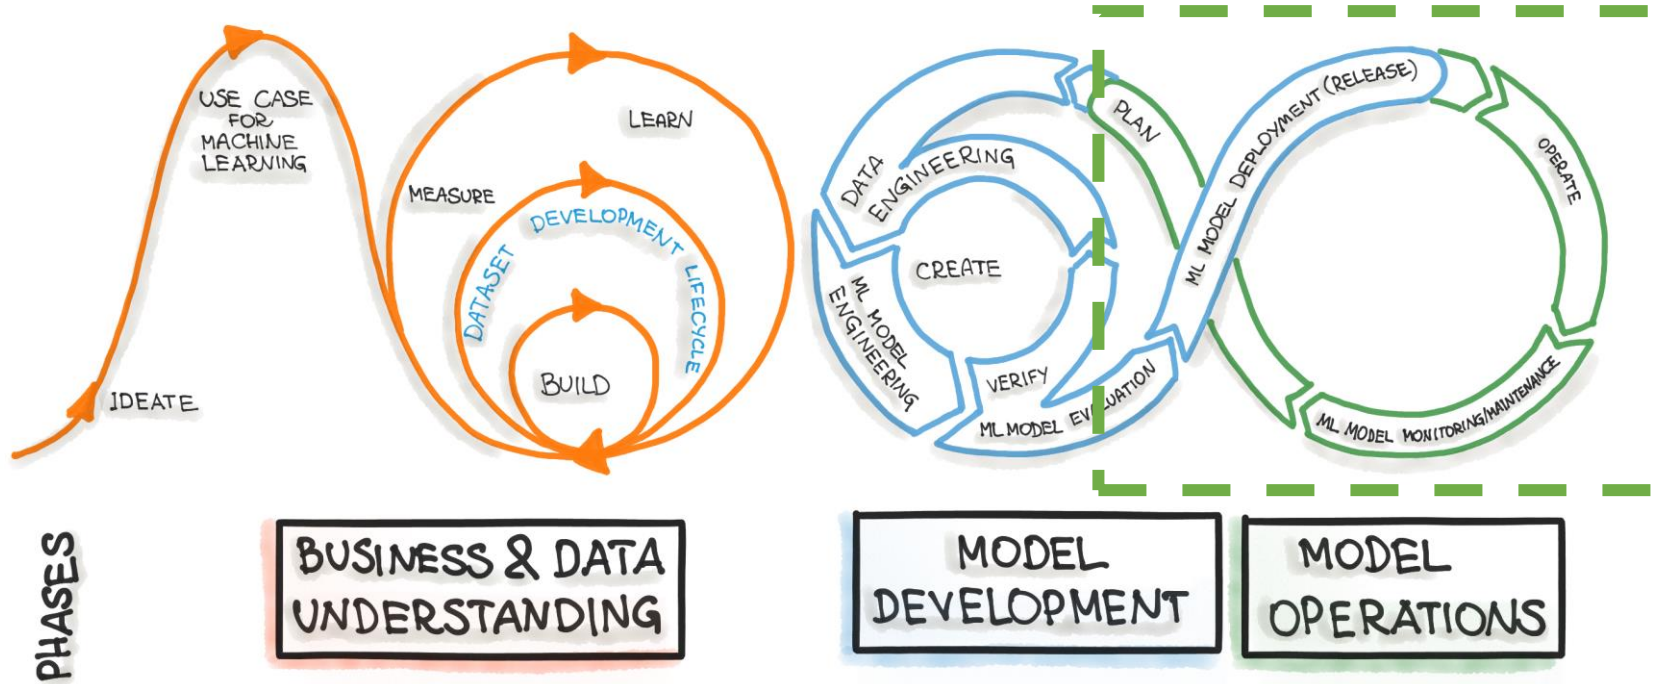 USE CASE
FOR
MACHINE
LEARNING
IDEATE
MEASURE
LEARN
DATASET DEVELOPMENT LIFECYCLE
BUILD
DATA
ENGINEERING
CREATE
ML MODEL
ENGINEERING
VERIFY
ML MODEL EVALUATION
PLAN
ML MODEL DEPLOYMENT (RELEASE)
OPERATE
ML MODEL MONITORING/MAINTENANCE
PHASES
BUSINESS & DATA
UNDERSTANDING
MODEL
DEVELOPMENT
MODEL
OPERATIONS